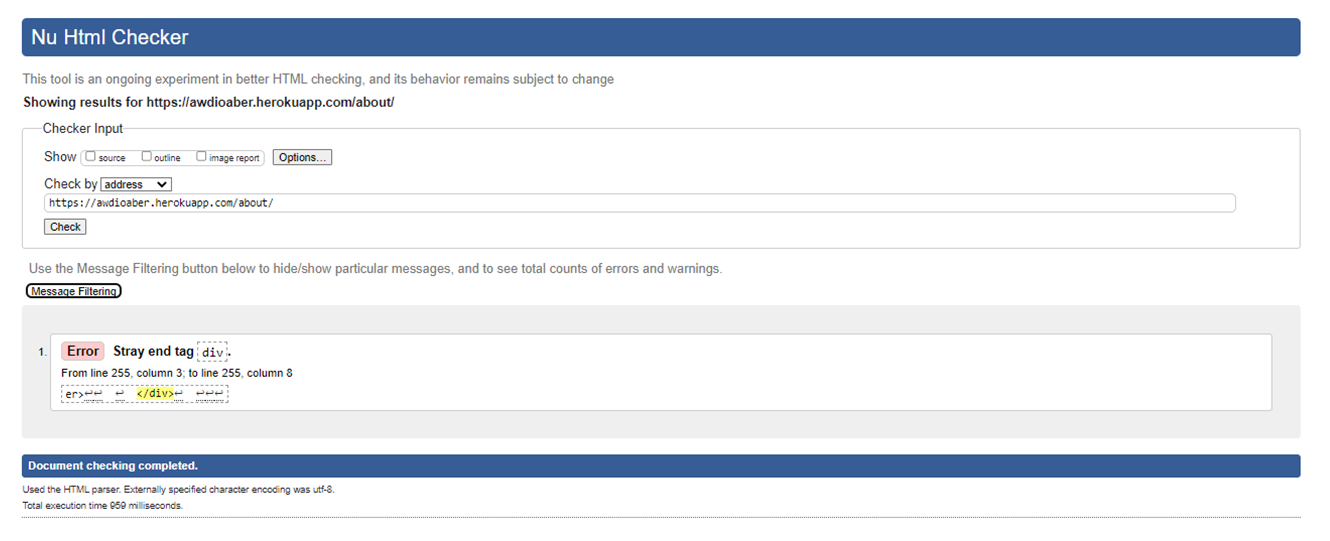 Nu Html Checker
This tool is an ongoing experiment in better HTML checking, and its behavior remains subject to change
Showing results for https://awdioaber.herokuapp.com/about/
Checker Input
Show source outline image report Options...
Check by address
https://awdioaber.herokuapp.com/about/
Check
Use the Message Filtering button below to hide/show particular messages, and to see total counts of errors and warnings.
Message Filtering
1. Error Stray end tag div.
From line 255, column 3; to line 255, column 8
er>↩↩ ↩ </div>↩ ↩↩↩
Document checking completed.
Used the HTML parser. Externally specified character encoding was utf-8.
Total execution time 959 milliseconds.